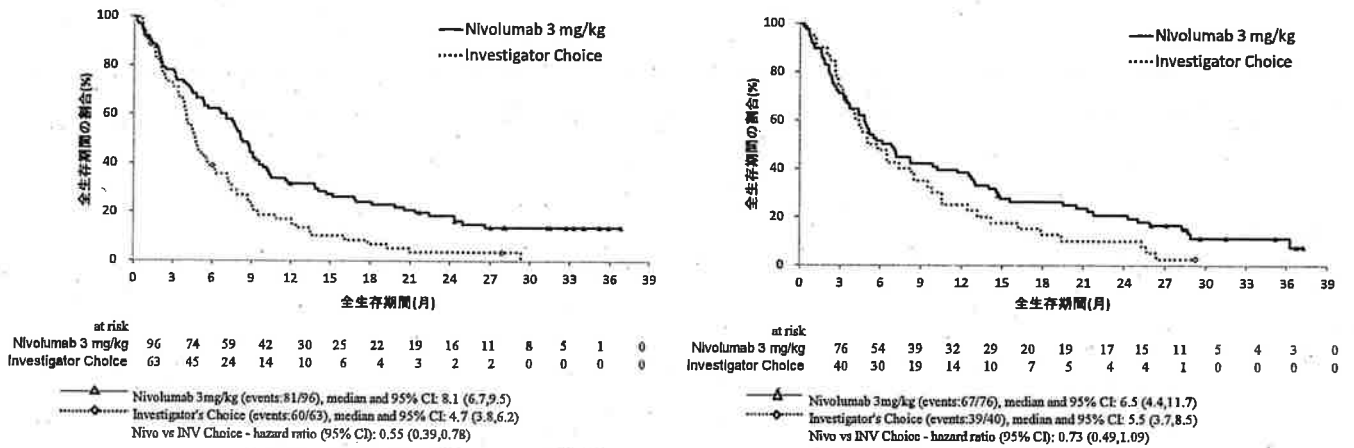 100
80
60
40
20
0
全生存期間の割合(%)
Nivolumab 3 mg/kg
Investigator Choice
0 3 6 9 12 15 18 21 24 27 30 33 36 39
全生存期間(月)
at risk
Nivolumab 3 mg/kg 96 74 59 42 30 25 22 19 16 11 8 5 1 0
Investigator Choice 63 45 24 14 10 6 4 3 2 2 0 0 0 0
Nivolumab 3mg/kg (events:81/96), median and 95% CI: 8.1 (6.7,9.5)
Investigator's Choice (events:60/63), median and 95% CI: 4.7 (3.8,6.2)
Nivo vs INV Choice - hazard ratio (95% CI): 0.55 (0.39,0.78)
100
80
60
40
20
0
全生存期間の割合(%)
Nivolumab 3 mg/kg
Investigator Choice
0 3 6 9 12 15 18 21 24 27 30 33 36 39
全生存期間(月)
at risk
Nivolumab 3 mg/kg 76 54 39 32 29 20 19 17 15 11 5 4 3 0
Investigator Choice 40 30 19 14 10 7 5 4 4 1 0 0 0 0
Nivolumab 3mg/kg (events:67/76), median and 95% CI: 6.5 (4.4,11.7)
Investigator's Choice (events:39/40), median and 95% CI: 5.5 (3.7,8.5)
Nivo vs INV Choice - hazard ratio (95% CI): 0.73 (0.49,1.09)